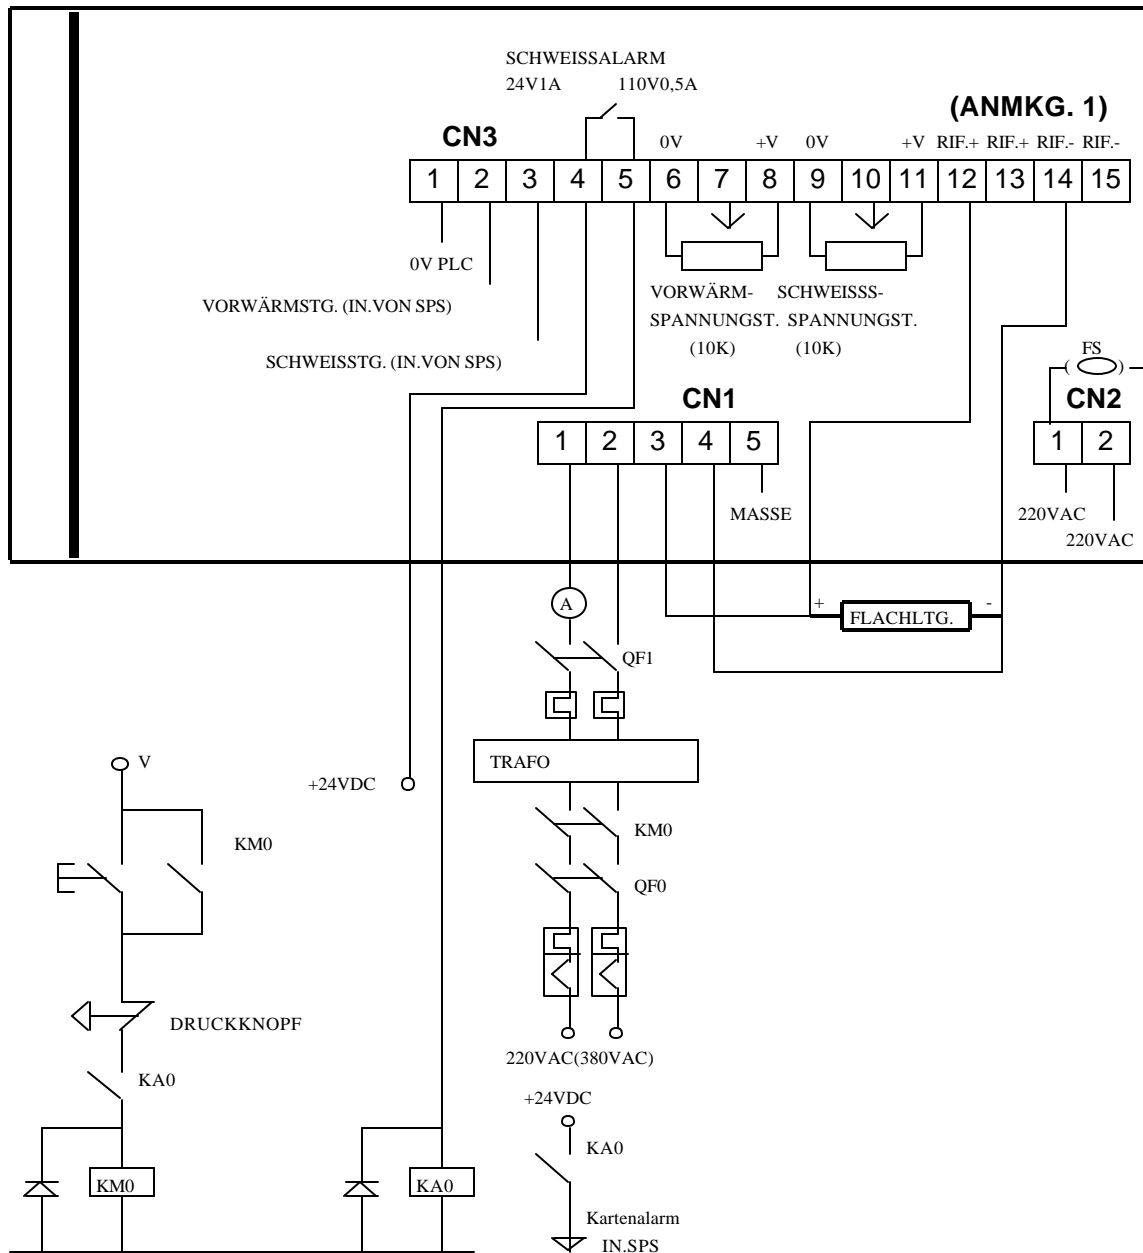 SCHWEISSALARM
24V1A 110V0,5A
(ANMKG. 1)
CN3
0V +V 0V +V RIF.+ RIF.+ RIF.- RIF.-
1 2 3 4 5 6 7 8 9 10 11 12 13 14 15
0V PLC
VORWÄRMSTG. (IN.VON SPS)
VORWÄRM- SCHWEISSS-
SPANNUNGST. SPANNUNGST.
(10K) (10K)
SCHWEISSTG. (IN.VON SPS)
FS
CN1
CN2
1 2 3 4 5
1 2
MASSE
220VAC
220VAC
A
+ -
FLACHLTG.
QF1
TRAFO
V
+24VDC
KM0
KM0
QF0
DRUCKKNOPF
220VAC(380VAC)
KA0
+24VDC
KA0
KM0
KA0
Kartenalarm
IN.SPS